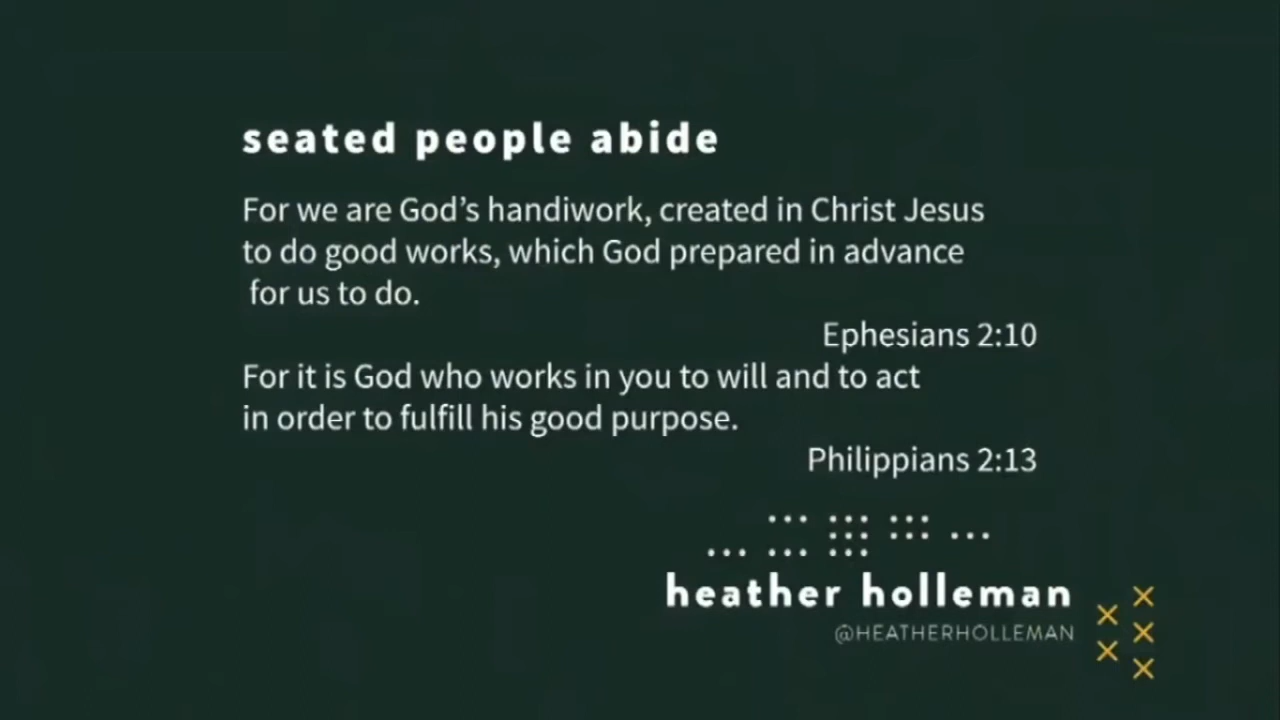 seated people abide
For we are God’s handiwork, created in Christ Jesus
to do good works, which God prepared in advance
for us to do.
Ephesians 2:10
For it is God who works in you to will and to act
in order to fulfill his good purpose.
Philippians 2:13
heather holleman
@HEATHERHOLLEMAN